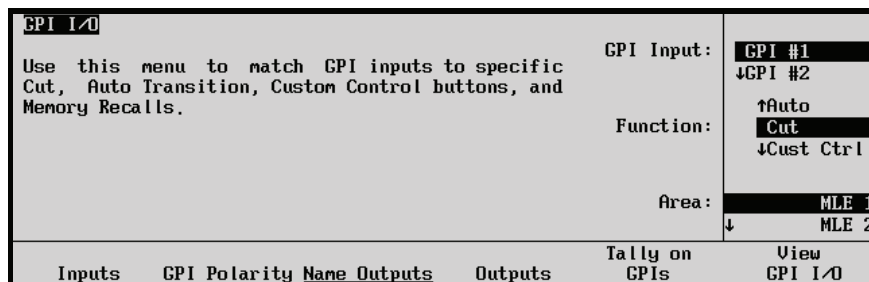 GPI I/O
Use this menu to match GPI inputs to specific
Cut, Auto Transition, Custom Control buttons, and
Memory Recalls.
GPI Input:
GPI #1
↓GPI #2
Function:
↑Auto
Cut
↓Cust Ctrl
Area:
MLE 1
↓ MLE 2
Inputs
GPI Polarity
Name Outputs
Outputs
Tally on
GPIs
View
GPI I/O